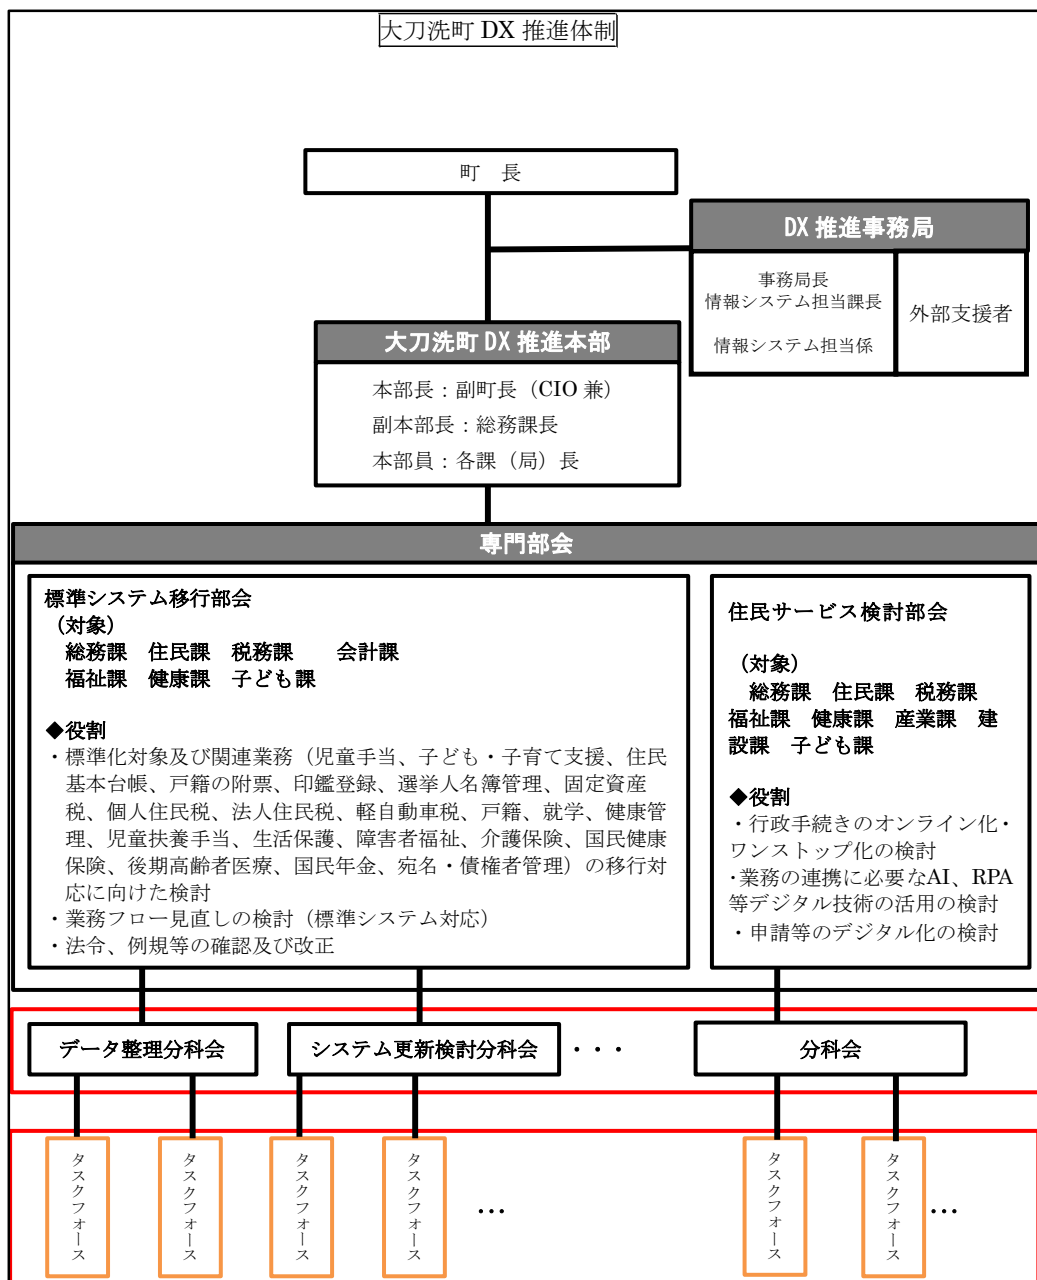 大刀洗町 DX 推進体制
町　長
DX 推進事務局
事務局長
情報システム担当課長
情報システム担当係
外部支援者
大刀洗町 DX 推進本部
本部長：副町長（CIO 兼）
副本部長：総務課長
本部員：各課（局）長
専門部会
標準システム移行部会
（対象）
総務課　住民課　税務課　　会計課
福祉課　健康課　子ども課
◆役割
・標準化対象及び関連業務（児童手当、子ども・子育て支援、住民
基本台帳、戸籍の附票、印鑑登録、選挙人名簿管理、固定資産
税、個人住民税、法人住民税、軽自動車税、戸籍、就学、健康管
理、児童扶養手当、生活保護、障害者福祉、介護保険、国民健康
保険、後期高齢者医療、国民年金、宛名・債権者管理）の移行対
応に向けた検討
・業務フロー見直しの検討（標準システム対応）
・法令、例規等の確認及び改正
住民サービス検討部会
（対象）
総務課　住民課　税務課
福祉課　健康課　産業課　建
設課　子ども課
◆役割
・行政手続きのオンライン化・
ワンストップ化の検討
・業務の連携に必要なAI、RPA
等デジタル技術の活用の検討
・申請等のデジタル化の検討
データ整理分科会
システム更新検討分科会
・・・
分科会
タスクフォース
タスクフォース
タスクフォース
タスクフォース
…
タスクフォース
タスクフォース
…